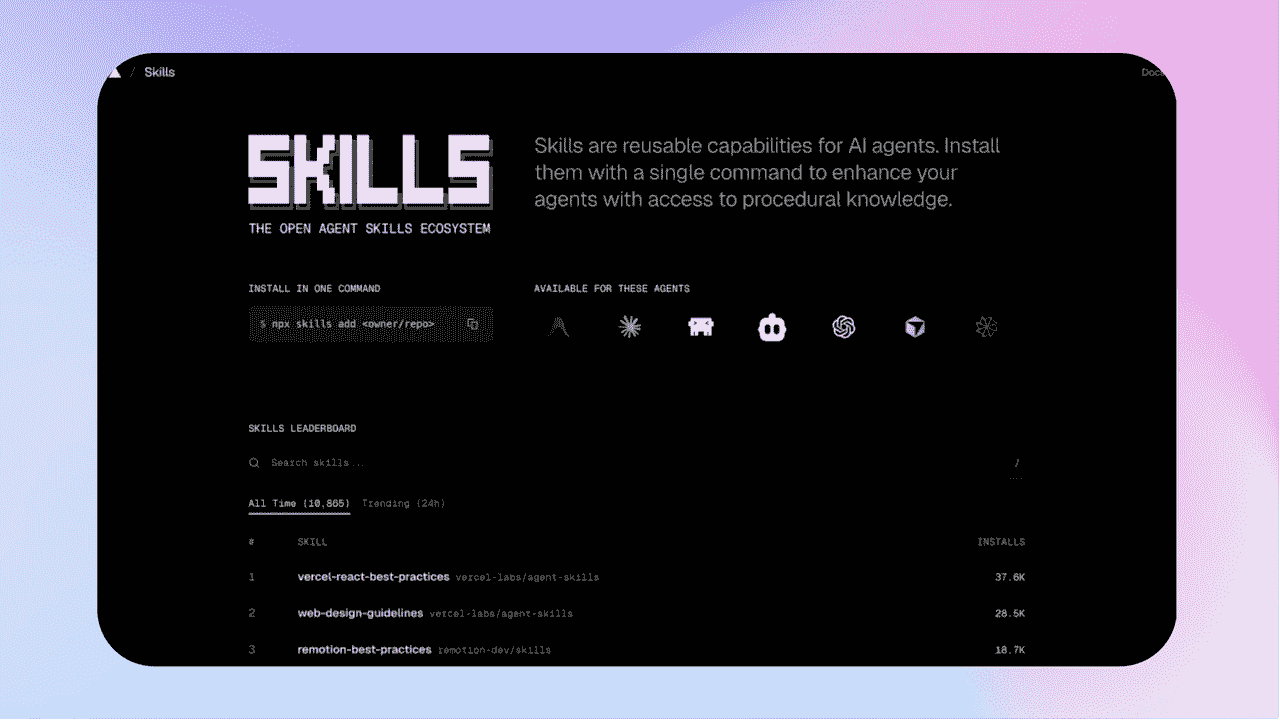 / Skills
SKILLS
THE OPEN AGENT SKILLS ECOSYSTEM
Skills are reusable capabilities for AI agents. Install
them with a single command to enhance your
agents with access to procedural knowledge.
INSTALL IN ONE COMMAND
$ npx skills add <owner/repo>
AVAILABLE FOR THESE AGENTS
SKILLS LEADERBOARD
Search skills ...
/
All Time (10,865) Trending (24h)
# SKILL INSTALLS
1 vercel-react-best-practices vercel-labs/agent-skills 37.6K
2 web-design-guidelines vercel-labs/agent-skills 28.5K
3 remotion-best-practices remotion-dev/skills 18.7K